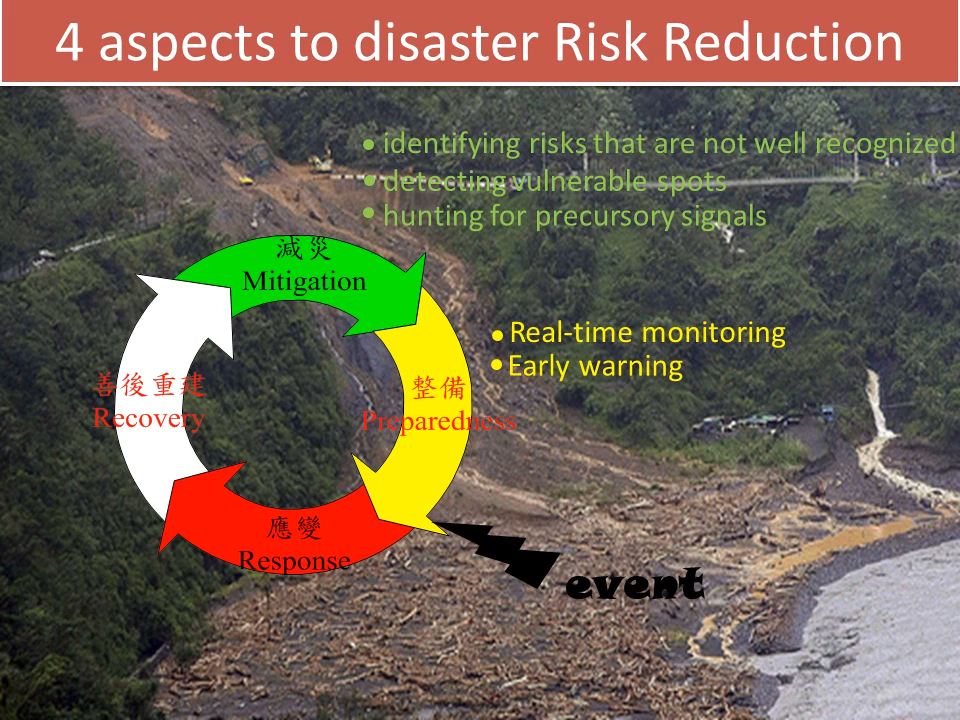 4 aspects to disaster Risk Reduction
• identifying risks that are not well recognized
• detecting vulnerable spots
• hunting for precursory signals
減災
Mitigation
• Real-time monitoring
• Early warning
善後重建
Recovery
整備
Preparedness
應變
Response
event